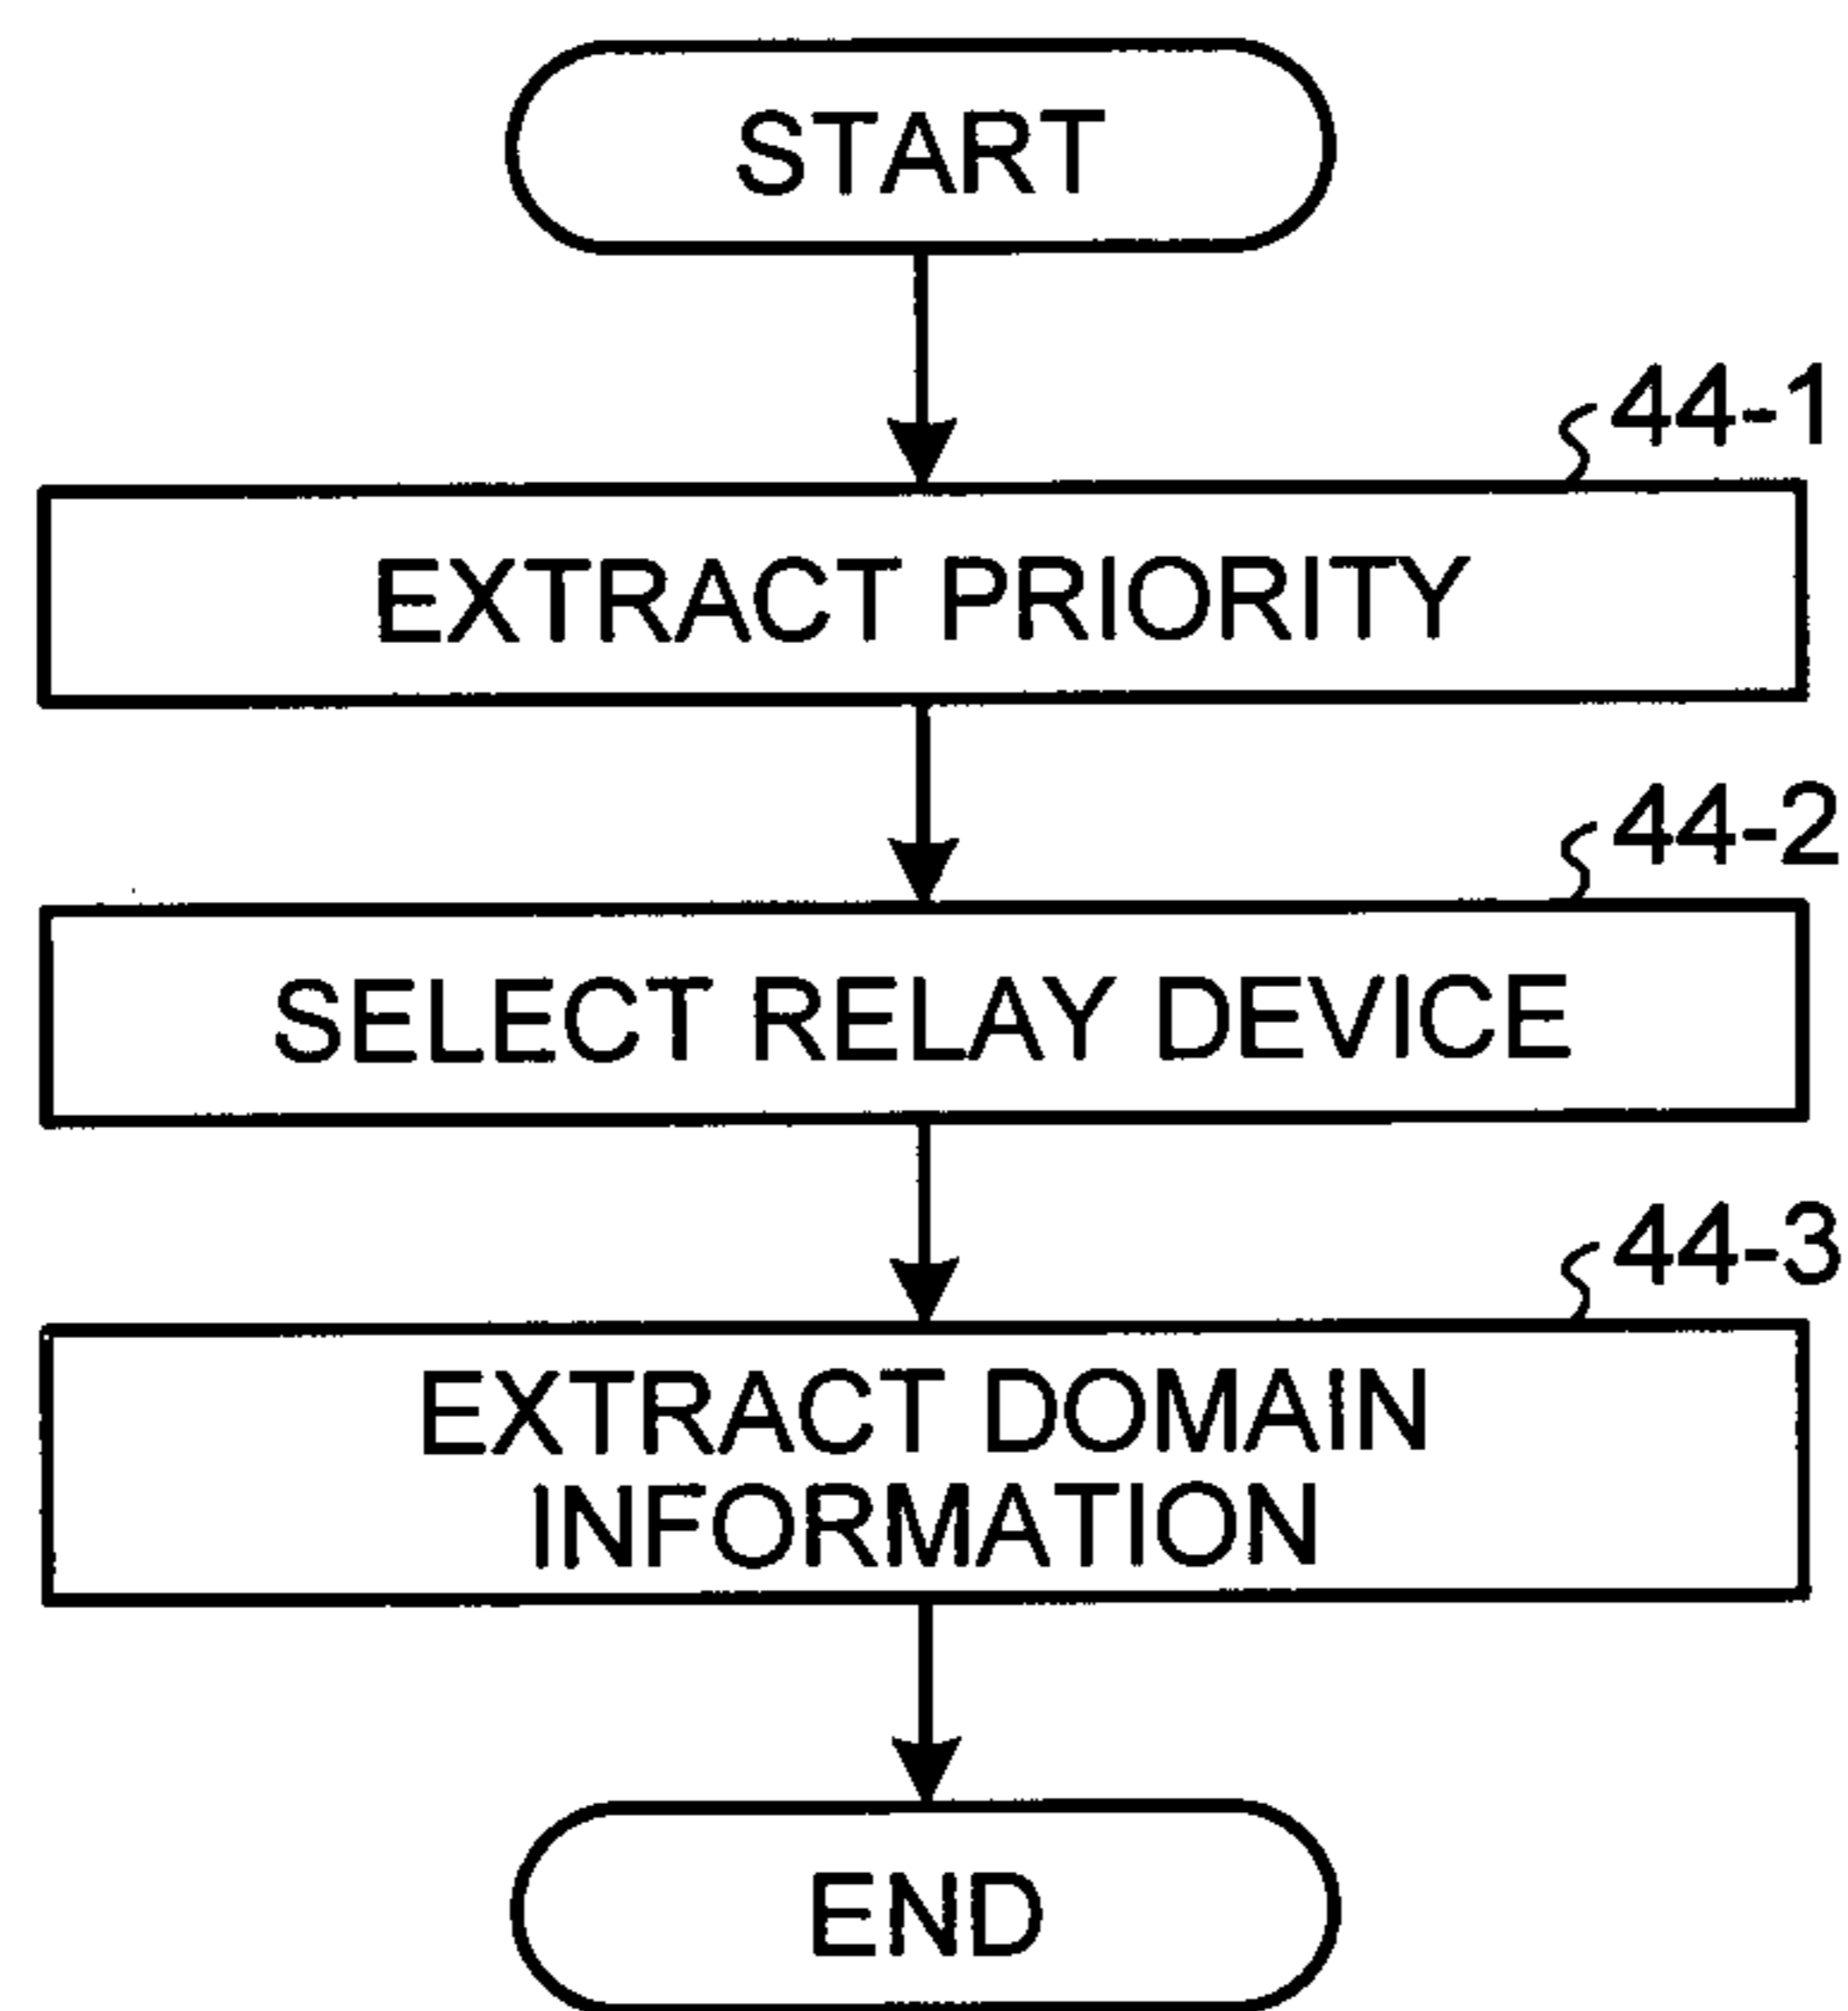 START
44-1
EXTRACT PRIORITY
44-2
SELECT RELAY DEVICE
44-3
EXTRACT DOMAIN
INFORMATION
END